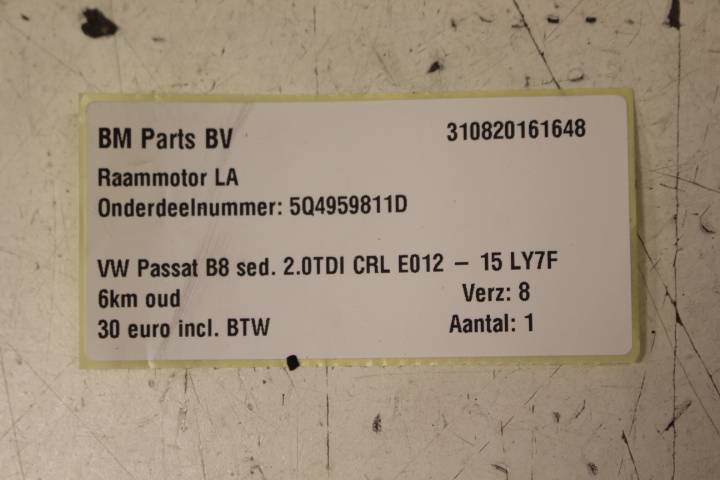 BM Parts BV 310820161648
Raammotor LA
Onderdeelnummer: 5Q4959811D
VW Passat B8 sed. 2.0TDI CRL E012 – 15 LY7F
6km oud Verz: 8
30 euro incl. BTW Aantal: 1